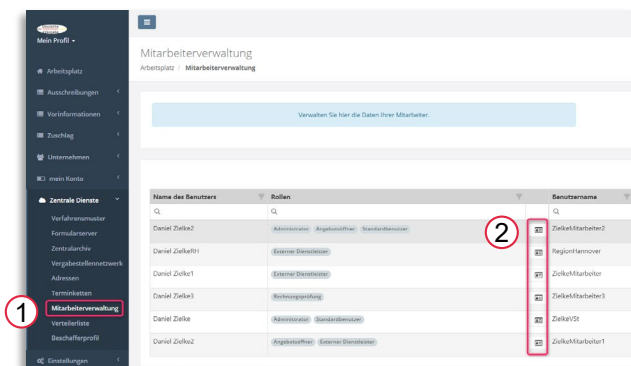 Mein Profil
Mitarbeiterverwaltung
Arbeitsplatz / Mitarbeiterverwaltung
Arbeitsplatz
Ausschreibungen
Vorinformationen
Zuschlag
Unternehmen
mein Konto
Zentrale Dienste
Verfahrensmuster
Formularserver
Zentralarchiv
Vergabestellennetzwerk
Adressen
Terminketten
1 Mitarbeiterverwaltung
Verteilerliste
Beschafferprofil
Einstellungen
Verwalten Sie hier die Daten Ihrer Mitarbeiter.
Name des Benutzers Rollen Benutzername
2
Daniel Zielke2 Administrator Angebotsöffner Standardbenutzer ZielkeMitarbeiter2
Daniel ZielkeRH Externer Dienstleister RegionHannover
Daniel Zielke1 Externer Dienstleister ZielkeMitarbeiter
Daniel Zielke3 Rechnungsprüfung ZielkeMitarbeiter3
Daniel Zielke Administrator Standardbenutzer ZielkeVSt
Daniel Zielke2 Angebotsöffner Externer Dienstleister ZielkeMitarbeiter1